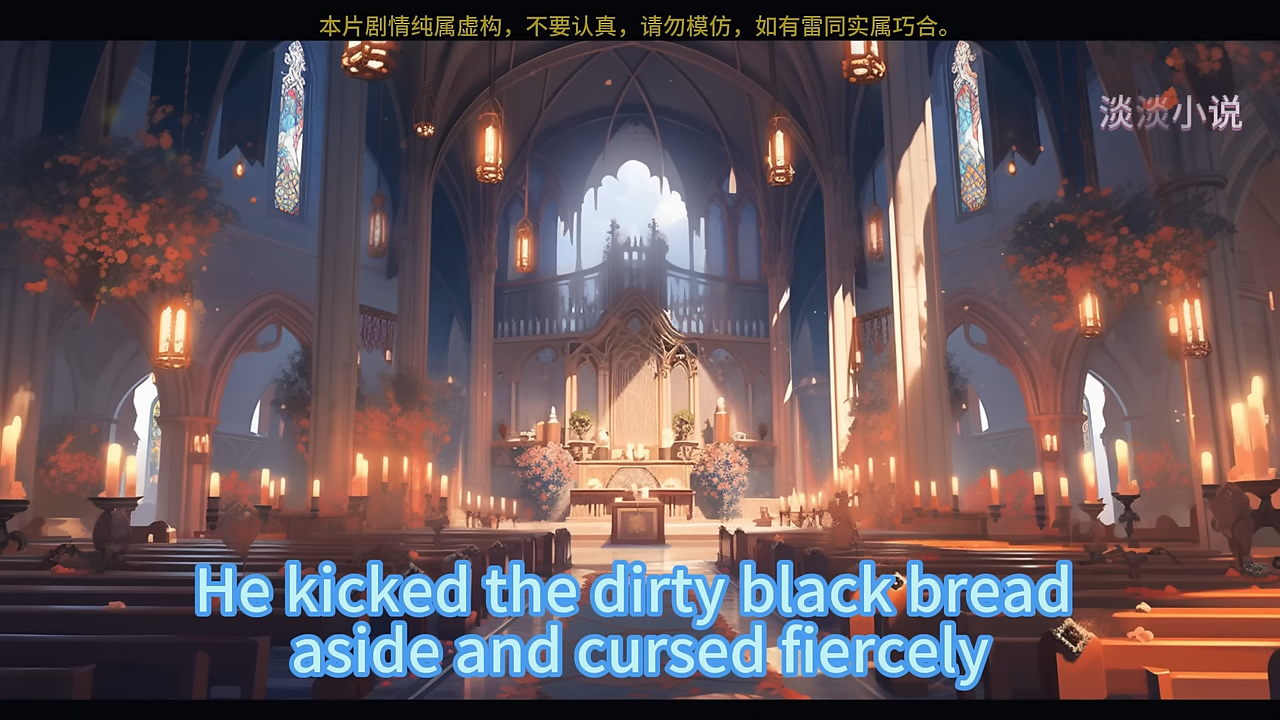 本片剧情纯属虚构，不要认真，请勿模仿，如有雷同实属巧合。
淡淡小说
He kicked the dirty black bread
aside and cursed fiercely